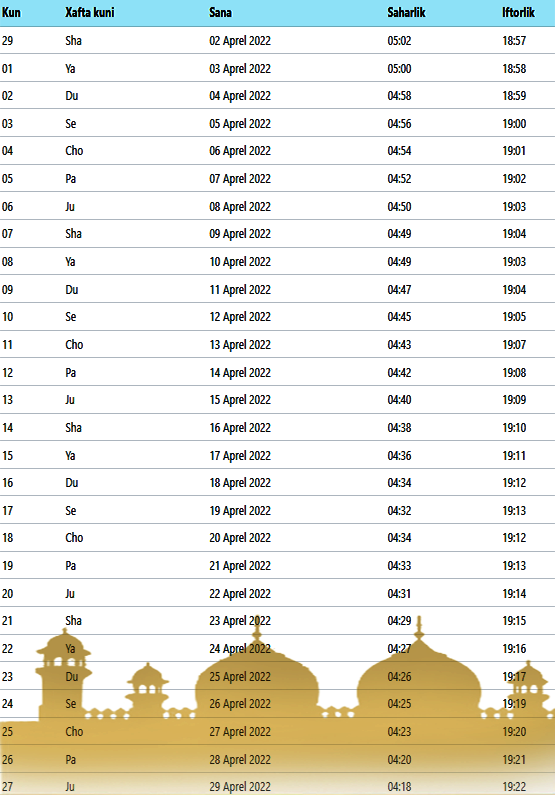 Kun Xafta kuni Sana Saharlik Iftorlik
29 Sha 02 Aprel 2022 05:02 18:57
01 Ya 03 Aprel 2022 05:00 18:58
02 Du 04 Aprel 2022 04:58 18:59
03 Se 05 Aprel 2022 04:56 19:00
04 Cho 06 Aprel 2022 04:54 19:01
05 Pa 07 Aprel 2022 04:52 19:02
06 Ju 08 Aprel 2022 04:50 19:03
07 Sha 09 Aprel 2022 04:49 19:04
08 Ya 10 Aprel 2022 04:49 19:03
09 Du 11 Aprel 2022 04:47 19:04
10 Se 12 Aprel 2022 04:45 19:05
11 Cho 13 Aprel 2022 04:43 19:07
12 Pa 14 Aprel 2022 04:42 19:08
13 Ju 15 Aprel 2022 04:40 19:09
14 Sha 16 Aprel 2022 04:38 19:10
15 Ya 17 Aprel 2022 04:36 19:11
16 Du 18 Aprel 2022 04:34 19:12
17 Se 19 Aprel 2022 04:32 19:13
18 Cho 20 Aprel 2022 04:34 19:12
19 Pa 21 Aprel 2022 04:33 19:13
20 Ju 22 Aprel 2022 04:31 19:14
21 Sha 23 Aprel 2022 04:29 19:15
22 Ya 24 Aprel 2022 04:27 19:16
23 Du 25 Aprel 2022 04:26 19:17
24 Se 26 Aprel 2022 04:25 19:19
25 Cho 27 Aprel 2022 04:23 19:20
26 Pa 28 Aprel 2022 04:20 19:21
27 Ju 29 Aprel 2022 04:18 19:22